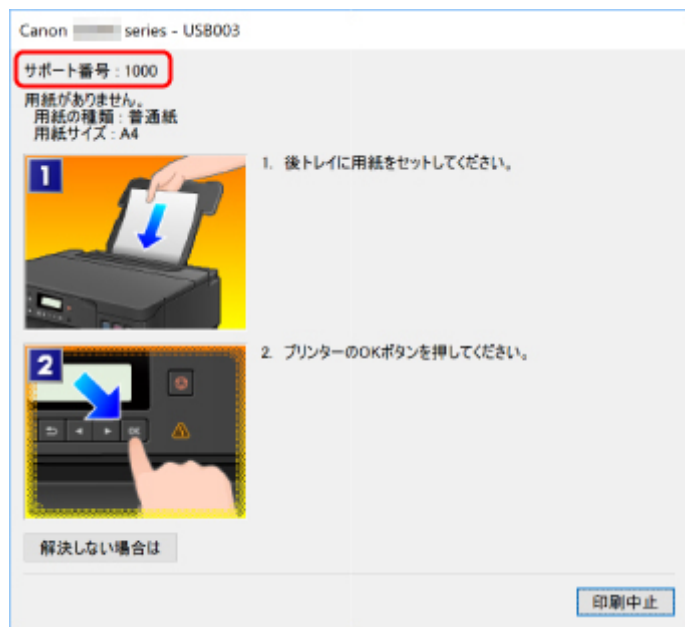 Canon series - USB003
サポート番号 : 1000
用紙がありません。
用紙の種類 : 普通紙
用紙サイズ : A4
1
1. 後トレイに用紙をセットしてください。
2
2. プリンターのOKボタンを押してください。
OK
解決しない場合は
印刷中止